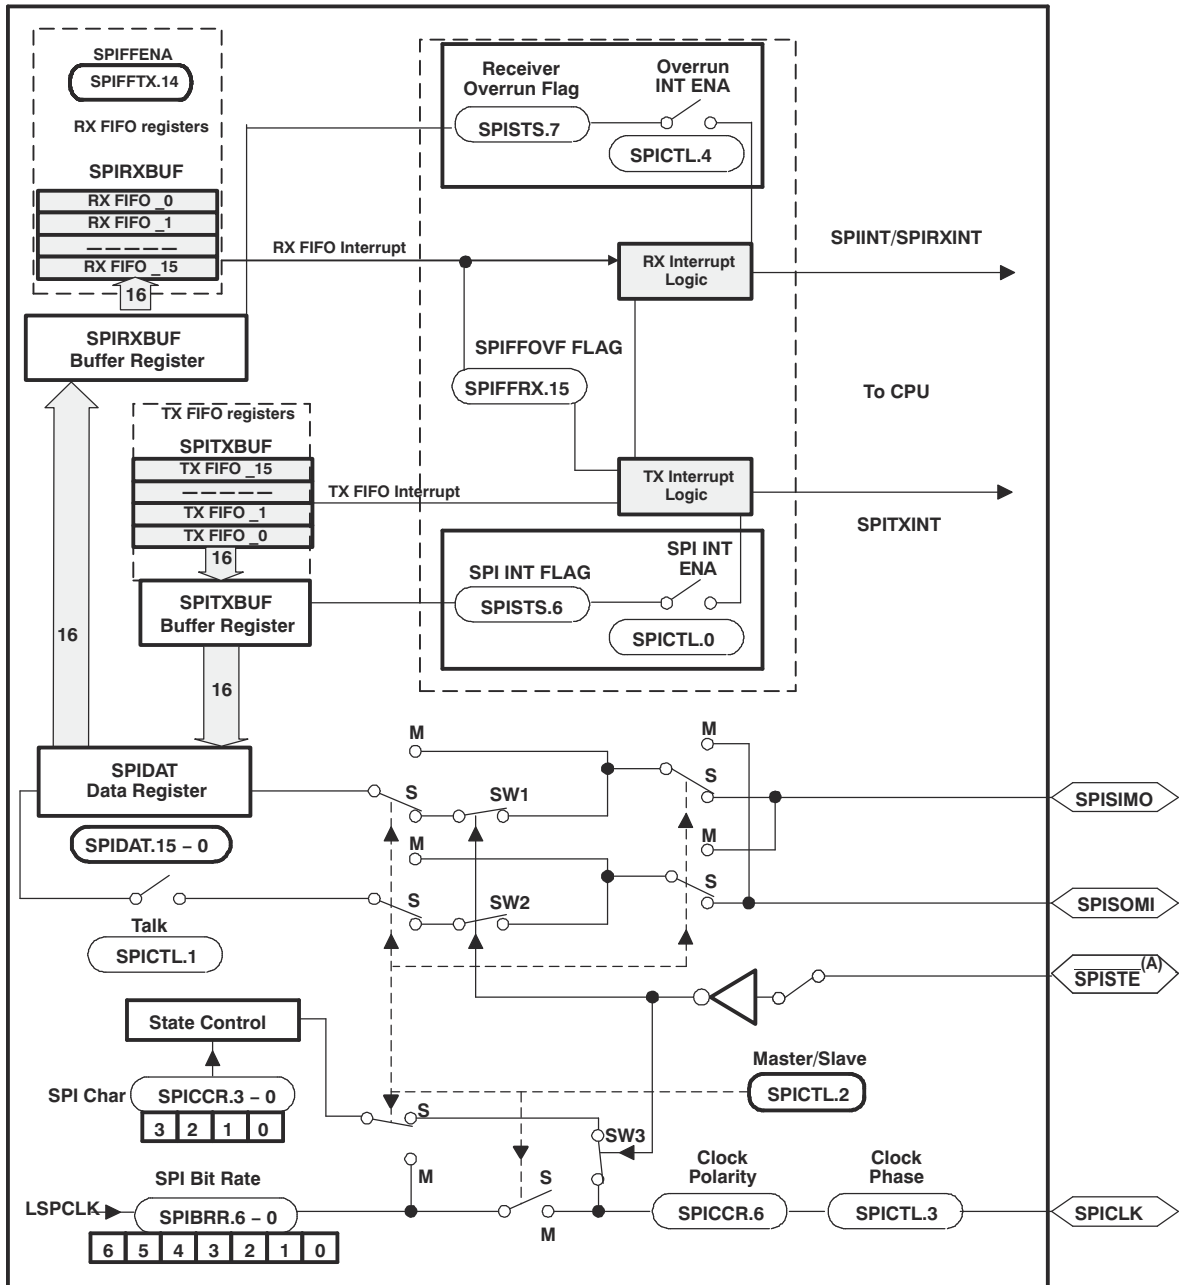 SPIFFENA
SPIFFTX.14
RX FIFO registers
SPIRXBUF
RX FIFO _0
RX FIFO _1
– – – – –
RX FIFO _15
16
SPIRXBUF
Buffer Register
Receiver
Overrun Flag
SPISTS.7
Overrun
INT ENA
SPICTL.4
RX FIFO Interrupt
RX Interrupt
Logic
SPIINT/SPIRXINT
SPIFFOVF FLAG
SPIFFRX.15
To CPU
TX FIFO registers
SPITXBUF
TX FIFO _15
– – – – –
TX FIFO _1
TX FIFO _0
16
TX FIFO Interrupt
TX Interrupt
Logic
SPITXINT
SPITXBUF
Buffer Register
16
16
SPI INT FLAG
SPISTS.6
SPI INT
ENA
SPICTL.0
SPIDAT
Data Register
SPIDAT.15 – 0
M
S
SW1
M
S
SPISIMO
M
S
SW2
M
S
SPISOMI
Talk
SPICTL.1
SPISTE (A)
State Control
SPI Char
SPICCR.3 – 0
3 2 1 0
Master/Slave
SPICTL.2
S
SW3
M
SPI Bit Rate
LSPCLK
SPIBRR.6 – 0
6 5 4 3 2 1 0
S
M
Clock
Polarity
SPICCR.6
Clock
Phase
SPICTL.3
SPICLK